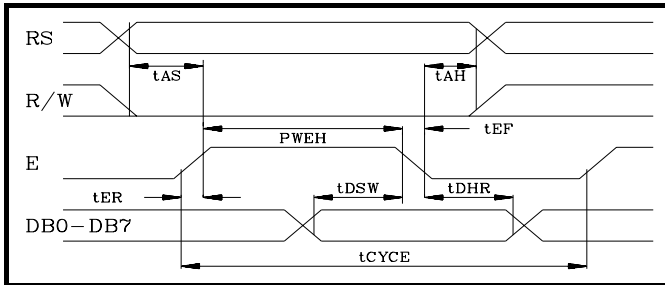 RS
tAS
tAH
R/W
PWEH
tEF
E
tER
tDSW
tDHR
DB0-DB7
tCYCE